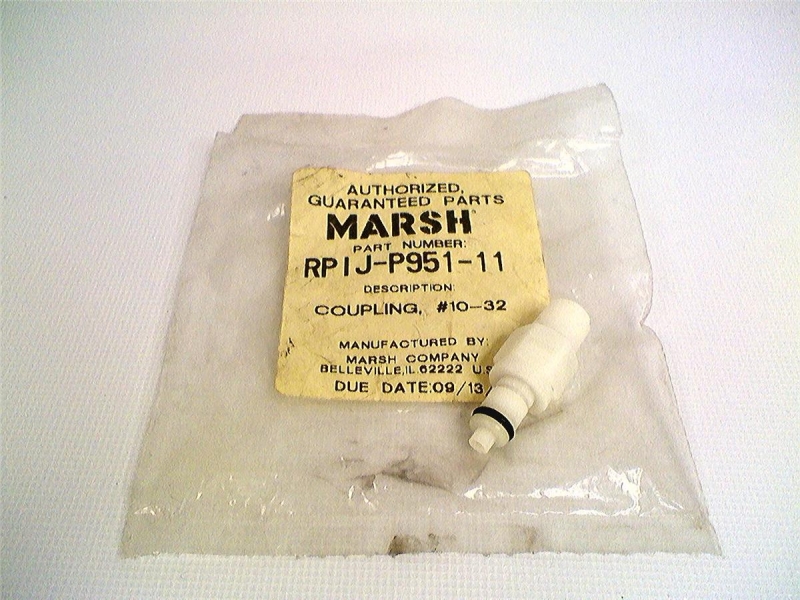 AUTHORIZED,
GUARANTEED PARTS
MARSH
PART NUMBER:
RPIJ-P951-11
DESCRIPTION:
COUPLING, #10-32
MANUFACTURED BY:
MARSH COMPANY
BELLEVILLE,IL 62222 U.S
DUE DATE:09/13/